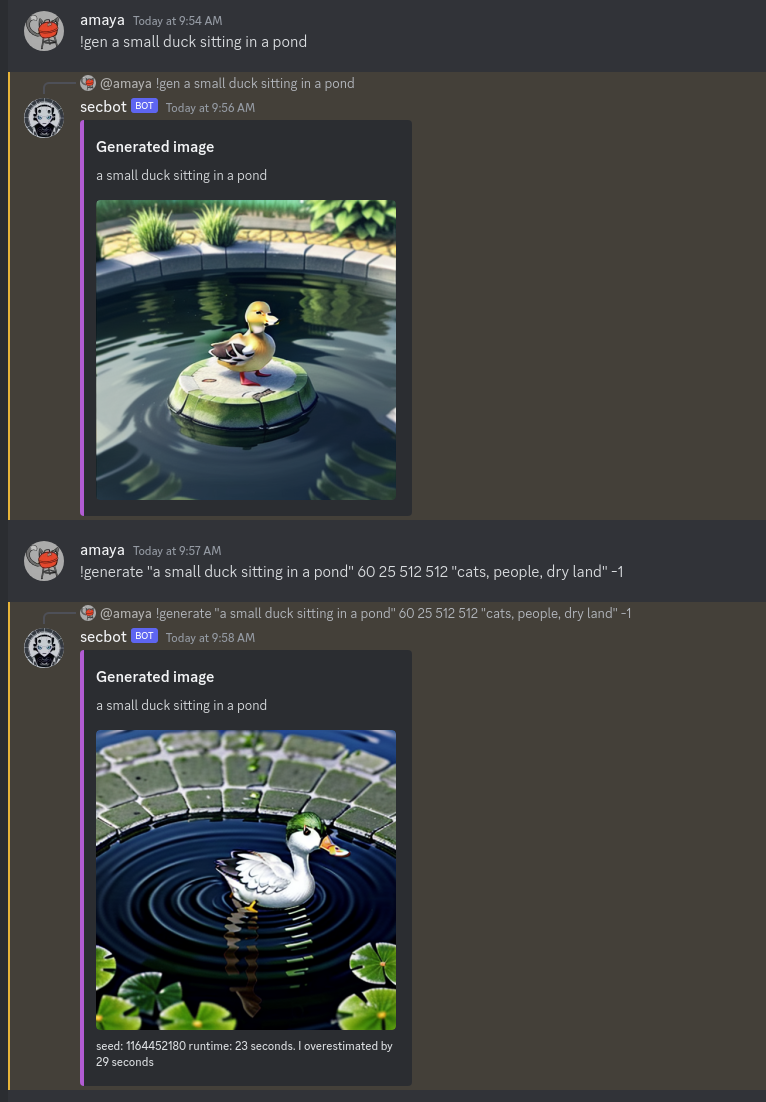 amaya Today at 9:54 AM
!gen a small duck sitting in a pond
@amaya !gen a small duck sitting in a pond
secbot BOT Today at 9:56 AM
Generated image
a small duck sitting in a pond
amaya Today at 9:57 AM
!generate "a small duck sitting in a pond" 60 25 512 512 "cats, people, dry land" -1
@amaya !generate "a small duck sitting in a pond" 60 25 512 512 "cats, people, dry land" -1
secbot BOT Today at 9:58 AM
Generated image
a small duck sitting in a pond
seed: 1164452180 runtime: 23 seconds. I overestimated by
29 seconds